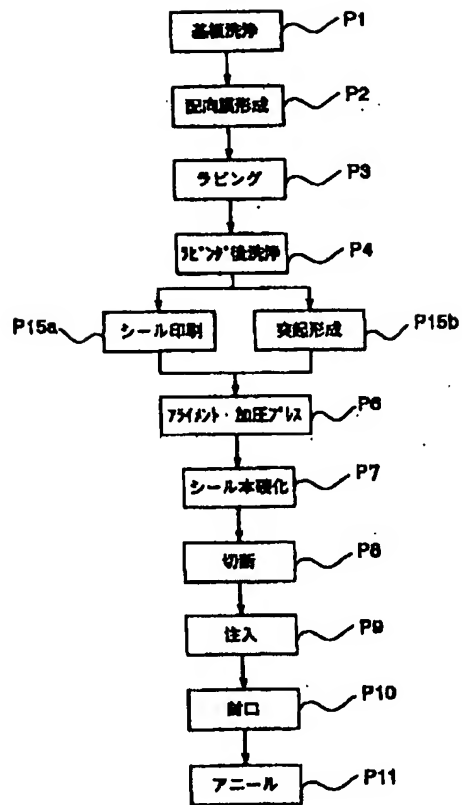 基板洗浄 P1
配向膜形成 P2
ラビング P3
ラビング後洗浄 P4
P15a シール印刷 突起形成 P15b
アライメント・加圧プレス P6
シール本硬化 P7
切断 P8
注入 P9
封口 P10
アニール P11